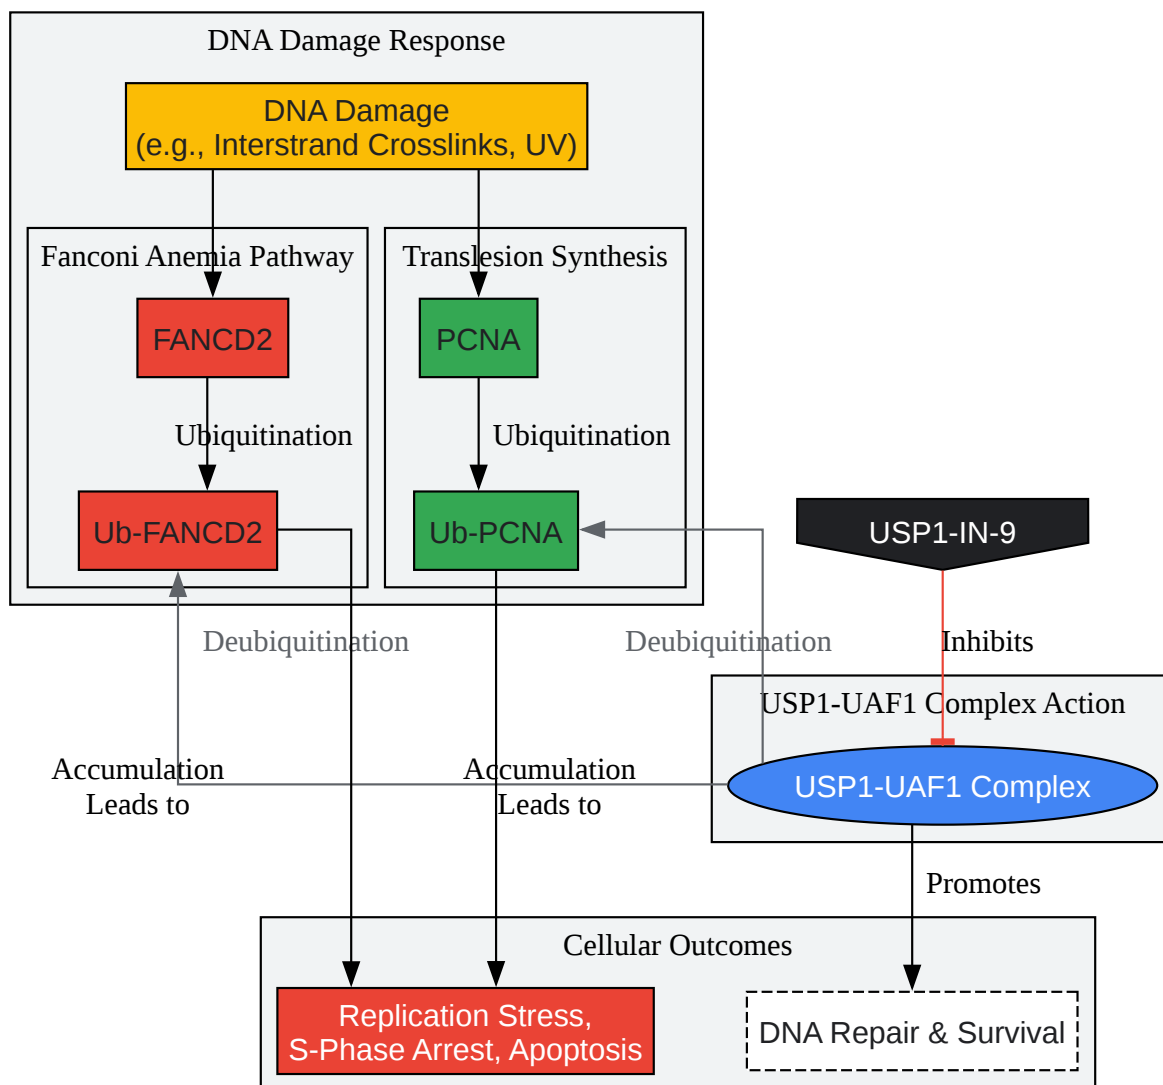 DNA Damage Response
DNA Damage
(e.g., Interstrand Crosslinks, UV)
Fanconi Anemia Pathway
Translesion Synthesis
FANCD2
PCNA
Ubiquitination
Ubiquitination
Ub-FANCD2
Ub-PCNA
USP1-IN-9
Deubiquitination
Deubiquitination
Inhibits
USP1-UAF1 Complex Action
Accumulation
Leads to
Accumulation
Leads to
USP1-UAF1 Complex
Promotes
Cellular Outcomes
Replication Stress,
S-Phase Arrest, Apoptosis
DNA Repair & Survival